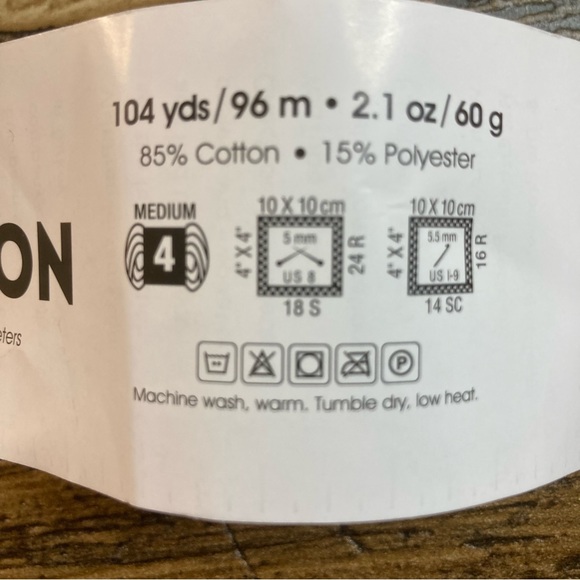 104 yds/96 m • 2.1 oz/60 g
85% Cotton • 15% Polyester
ON
eters
MEDIUM
4
10 X 10 cm
4" X 4"
5 mm
US 8
24 R
18 S
10 X 10 cm
4" X 4"
5.5 mm
US I-9
16 R
14 SC
P
Machine wash, warm. Tumble dry, low heat.